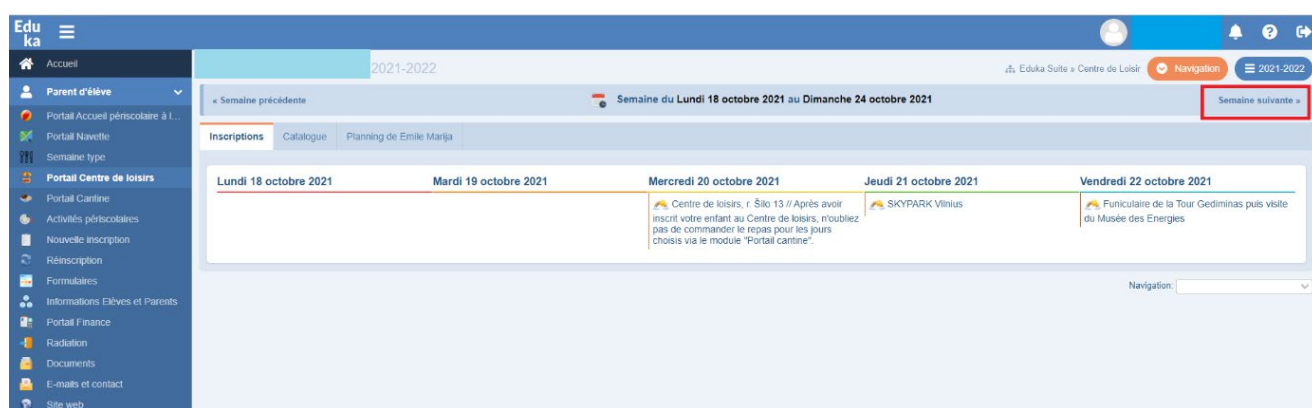 Edu
ka
Accueil
Parent d'élève
Portail Accueil périscolaire à l...
Portail Navette
Semaine type
Portail Centre de loisirs
Portail Cantine
Activités périscolaires
Nouvelle inscription
Réinscription
Formulaires
Informations Elèves et Parents
Portail Finance
Radiation
Documents
E-mails et contact
Site web
2021-2022
Eduka Suite » Centre de Loisir
Navigation
2021-2022
« Semaine précédente
Semaine du Lundi 18 octobre 2021 au Dimanche 24 octobre 2021
Semaine suivante »
Inscriptions
Catalogue
Planning de Emile Marija
Lundi 18 octobre 2021
Mardi 19 octobre 2021
Mercredi 20 octobre 2021
Centre de loisirs, r. Šilo 13 // Après avoir
inscrit votre enfant au Centre de loisirs, n'oubliez
pas de commander le repas pour les jours
choisis via le module "Portail cantine".
Jeudi 21 octobre 2021
SKYPARK Vilnius
Vendredi 22 octobre 2021
Funiculaire de la Tour Gediminas puis visite
du Musée des Energies
Navigation: